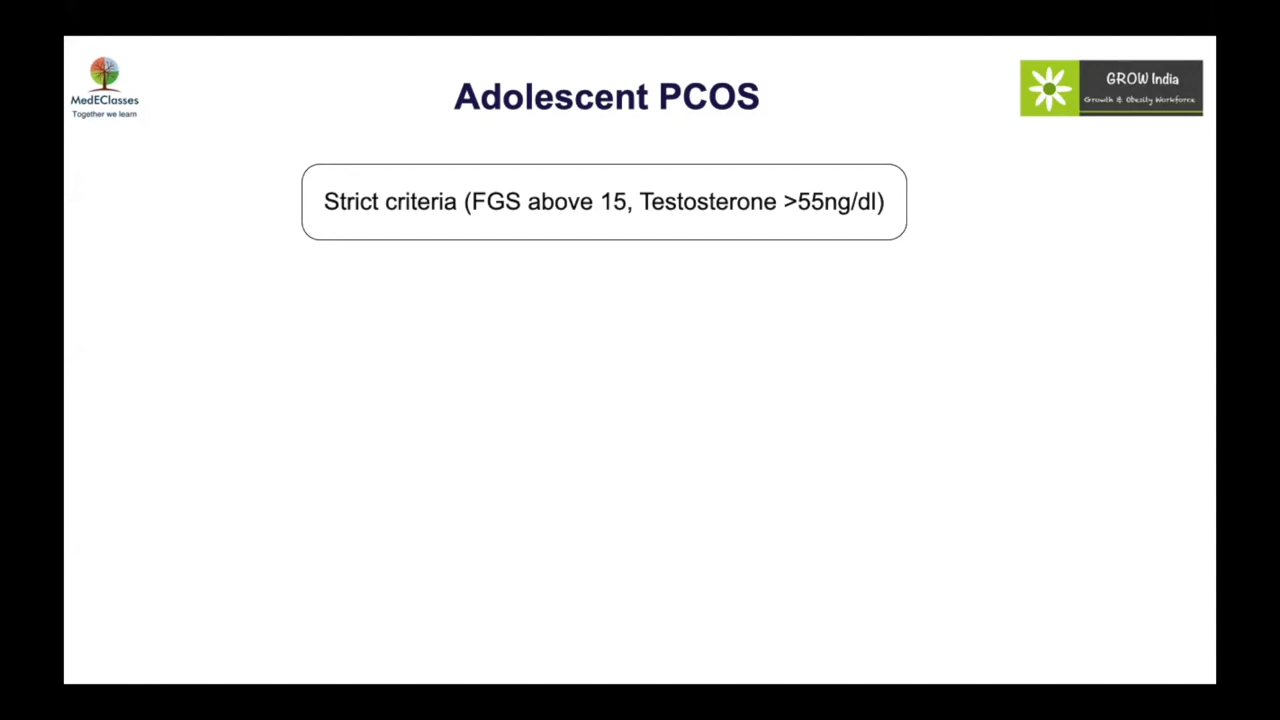 MedEClasses
Together we learn
Adolescent PCOS
GROW India
Growth & Obesity Workforce
Strict criteria (FGS above 15, Testosterone >55ng/dl)